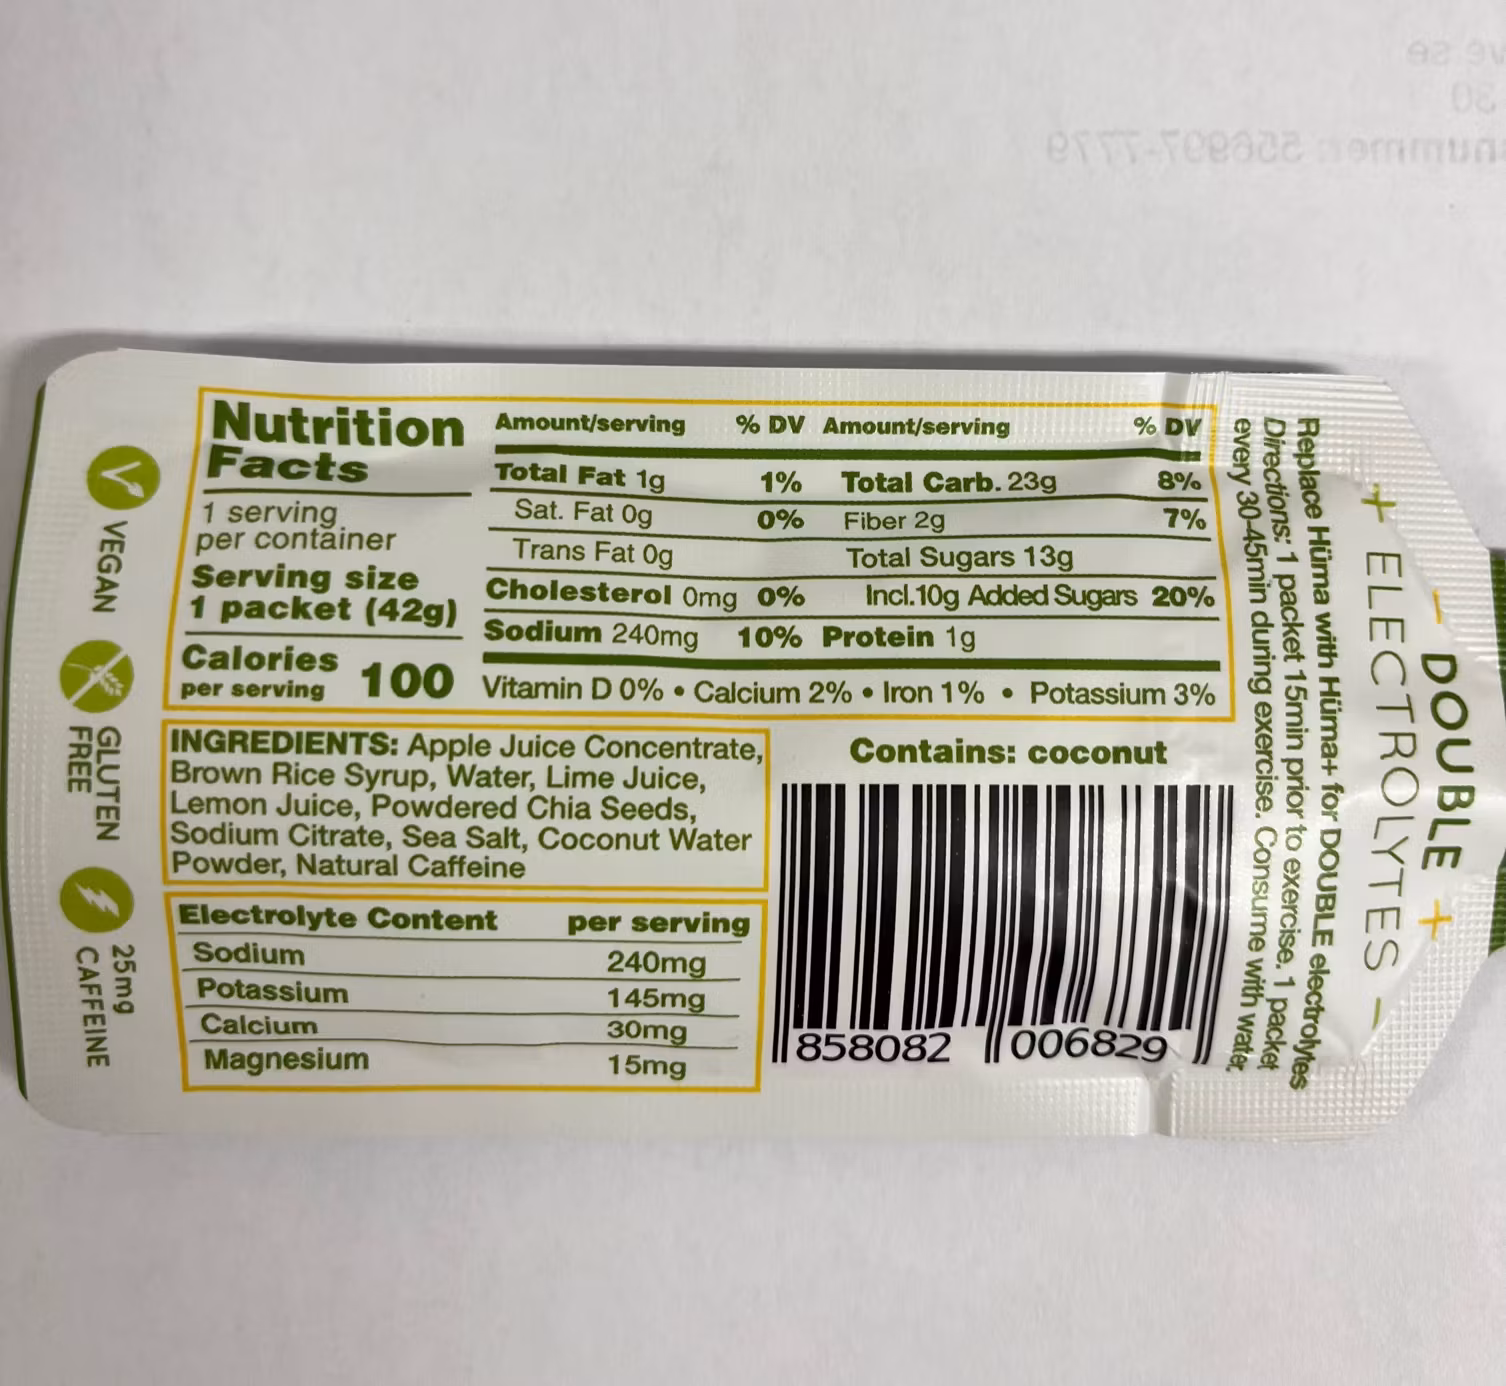 Nutrition
Facts
1 serving
per container
Serving size
1 packet (42g)
Calories
per serving 100
Amount/serving % DV Amount/serving % DV
Total Fat 1g 1% Total Carb. 23g 8%
Sat. Fat 0g 0% Fiber 2g 7%
Trans Fat 0g Total Sugars 13g
Cholesterol 0mg 0% Incl.10g Added Sugars 20%
Sodium 240mg 10% Protein 1g
Vitamin D 0% • Calcium 2% • Iron 1% • Potassium 3%
INGREDIENTS: Apple Juice Concentrate,
Brown Rice Syrup, Water, Lime Juice,
Lemon Juice, Powdered Chia Seeds,
Sodium Citrate, Sea Salt, Coconut Water
Powder, Natural Caffeine
Contains: coconut
Electrolyte Content per serving
Sodium 240mg
Potassium 145mg
Calcium 30mg
Magnesium 15mg
858082 006829
VEGAN
GLUTEN
FREE
25mg
CAFFEINE
DOUBLE +
+ ELECTROLYTES
Replace Hüma with Hüma+ for DOUBLE electrolytes
Directions: 1 packet 15min prior to exercise. 1 packet
every 30-45min during exercise. Consume with water.